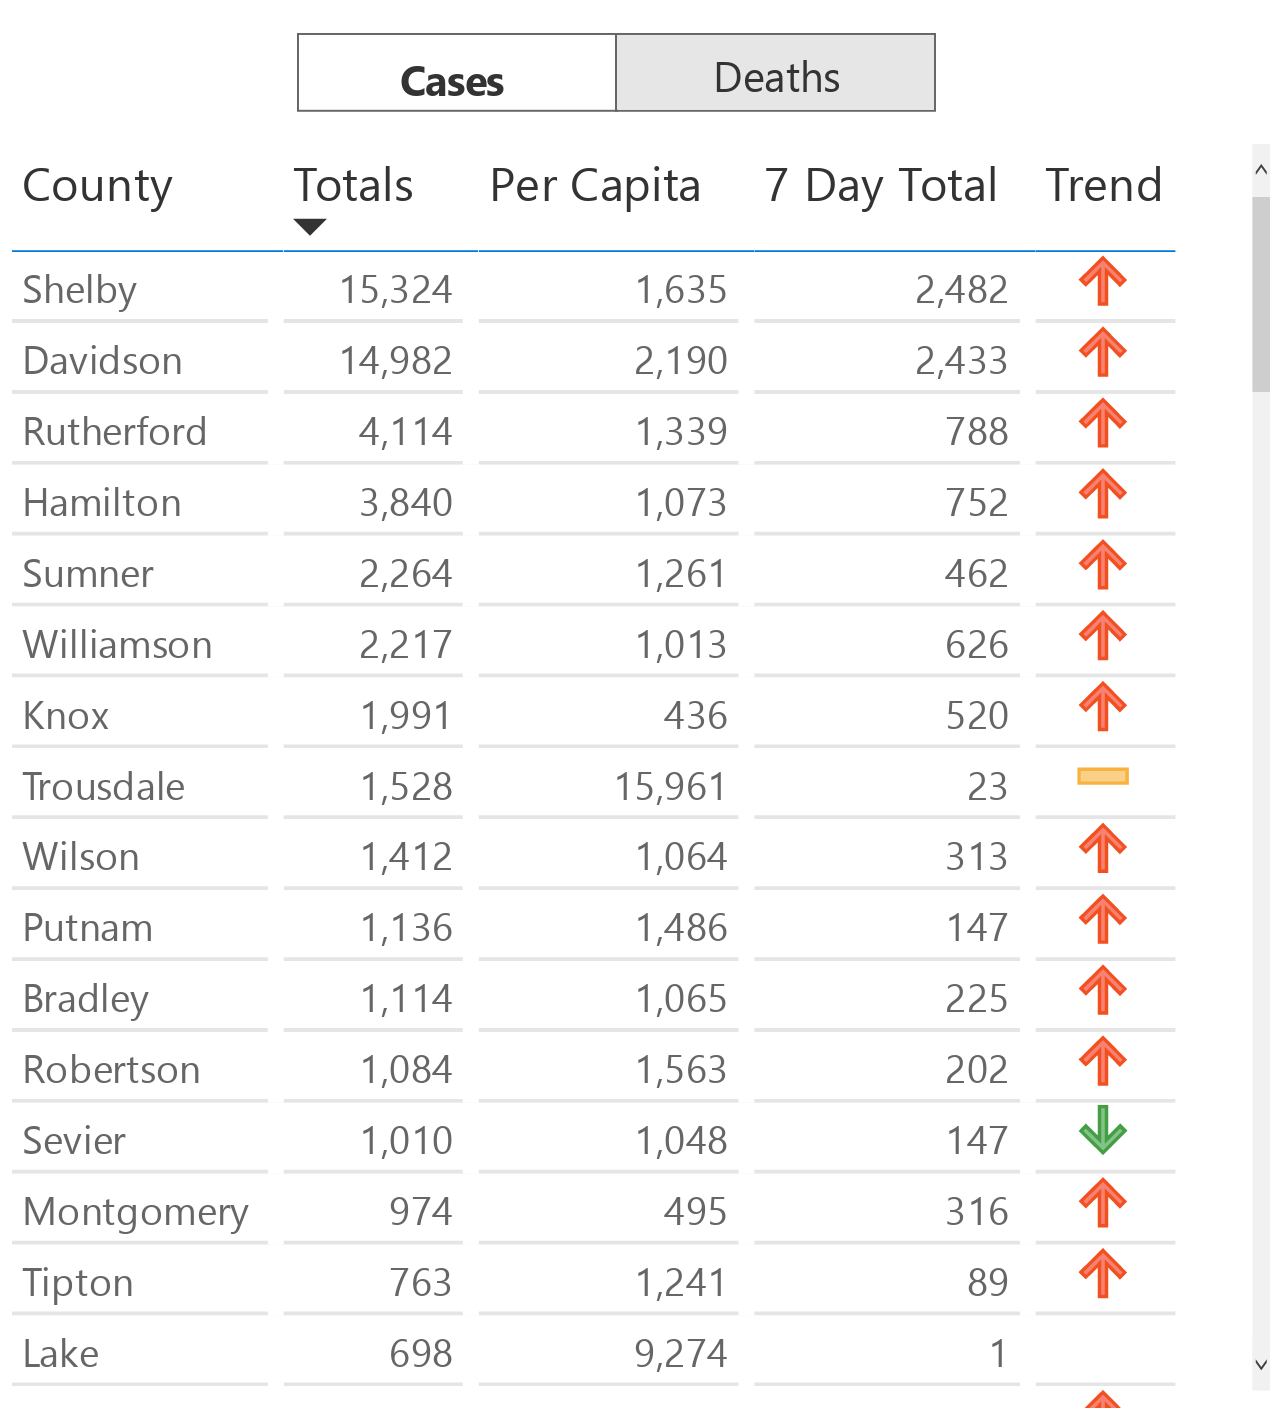 Cases Deaths
County Totals Per Capita 7 Day Total Trend
Shelby 15,324 1,635 2,482
Davidson 14,982 2,190 2,433
Rutherford 4,114 1,339 788
Hamilton 3,840 1,073 752
Sumner 2,264 1,261 462
Williamson 2,217 1,013 626
Knox 1,991 436 520
Trousdale 1,528 15,961 23
Wilson 1,412 1,064 313
Putnam 1,136 1,486 147
Bradley 1,114 1,065 225
Robertson 1,084 1,563 202
Sevier 1,010 1,048 147
Montgomery 974 495 316
Tipton 763 1,241 89
Lake 698 9,274 1